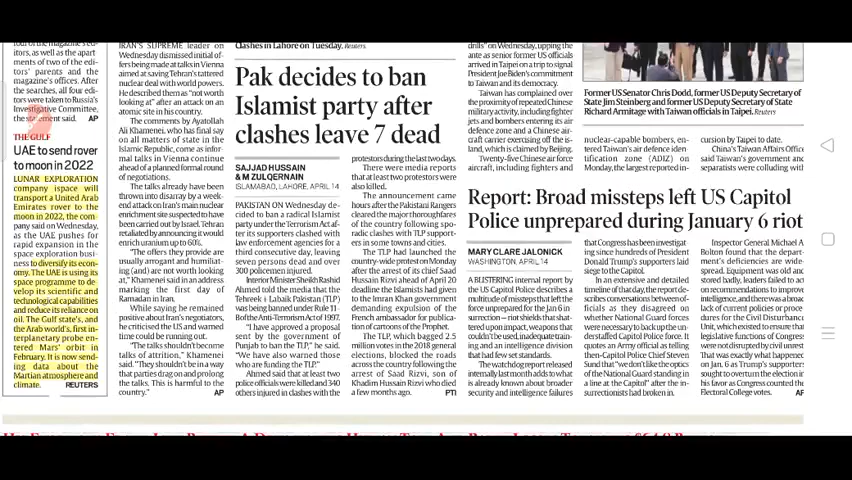 itors, as well as the apart
ments of two of the edi-
tors' parents and the
magazine's offices. After
the searches, all four edi-
tors were taken to Russia's
Investigative Committee,
the statement said. AP
THE GULF
UAE to send rover
to moon in 2022
LUNAR EXPLORATION
company ispace will
transport a United Arab
Emirates rover to the
moon in 2022, the com-
pany said on Wednesday,
as the UAE pushes for
rapid expansion in the
space exploration busi-
ness to diversify its econ-
omy. The UAE is using its
space programme to de-
velop its scientific and
technological capabilities
and reduce its reliance on
oil. The Gulf state's, and
the Arab world's, first in-
terplanetary probe en-
tered Mars' orbit in
February. It is now send-
ing data about the
Martian atmosphere and
climate. REUTERS
IRAN'S SUPREME leader on
Wednesday dismissed initial of-
fers being made at talks in Vienna
aimed at saving Tehran's tattered
nuclear deal with world powers.
He described them as "not worth
looking at" after an attack on an
atomic site in his country.
The comments by Ayatollah
Ali Khamenei, who has final say
on all matters of state in the
Islamic Republic, come as infor-
mal talks in Vienna continue
ahead of a planned formal round
of negotiations.
The talks already have been
thrown into disarray by a week-
end attack on Iran's main nuclear
enrichment site suspected to have
been carried out by Israel. Tehran
retaliated by announcing it would
enrich uranium up to 60%.
"The offers they provide are
usually arrogant and humiliat-
ing (and) are not worth looking
at," Khamenei said in an address
marking the first day of
Ramadan in Iran.
While saying he remained
positive about Iran's negotiators,
he criticised the US and warned
time could be running out.
"The talks shouldn't become
talks of attrition," Khamenei
said. "They shouldn't be in a way
that parties drag on and prolong
the talks. This is harmful to the
country." AP
Clashes in Lahore on Tuesday. Reuters
Pak decides to ban
Islamist party after
clashes leave 7 dead
SAJJAD HUSSAIN
& M ZULQERNAIN
ISLAMABAD, LAHORE, APRIL 14
PAKISTAN ON Wednesday de-
cided to ban a radical Islamist
party under the Terrorism Act af-
ter its supporters clashed with
law enforcement agencies for a
third consecutive day, leaving
seven persons dead and over
300 policemen injured.
Interior Minister Sheikh Rashid
Ahmed told the media that the
Tehreek-i-Labaik Pakistan (TLP)
was being banned under Rule 11-
B of the Anti-Terrorism Act of 1997.
"I have approved a proposal
sent by the government of
Punjab to ban the TLP," he said.
"We have also warned those
who are funding the TLP."
Ahmed said that at least two
police officials were killed and 340
others injured in clashes with the
protestors during the last two days.
There were media reports
that at least two protestors were
also killed.
The announcement came
hours after the Pakistani Rangers
cleared the major thoroughfares
of the country following spo-
radic clashes with TLP support-
ers in some towns and cities.
The TLP had launched the
country-wide protest on Monday
after the arrest of its chief Saad
Hussain Rizvi ahead of April 20
deadline the Islamists had given
to the Imran Khan government
demanding expulsion of the
French ambassador for publica-
tion of cartoons of the Prophet.
The TLP, which bagged 2.5
million votes in the 2018 general
elections, blocked the roads
across the country following the
arrest of Saad Rizvi, son of
Khadim Hussain Rizvi who died
a few months ago. PTI
drills" on Wednesday, upping the
ante as senior former US officials
arrived in Taipei on a trip to signal
President Joe Biden's commitment
to Taiwan and its democracy.
Taiwan has complained over
the proximity of repeated Chinese
military activity, including fighter
jets and bombers entering its air
defence zone and a Chinese air-
craft carrier exercising off the is-
land, which is claimed by Beijing.
Twenty-five Chinese air force
aircraft, including fighters and
Former US Senator Chris Dodd, former US Deputy Secretary of
State Jim Steinberg and former US Deputy Secretary of State
Richard Armitage with Taiwan officials in Taipei. Reuters
nuclear-capable bombers, en-
tered Taiwan's air defence iden-
tification zone (ADIZ) on
Monday, the largest reported in-
cursion by Taipei to date.
China's Taiwan Affairs Office
said Taiwan's government and
separatists were colluding with
Report: Broad missteps left US Capitol
Police unprepared during January 6 riot
MARY CLARE JALONICK
WASHINGTON, APRIL 14
A BLISTERING internal report by
the US Capitol Police describes a
multitude of missteps that left the
force unprepared for the Jan 6 in-
surrection — riot shields that shat-
tered upon impact, weapons that
couldn't be used, inadequate train-
ing, and an intelligence division
that had few set standards.
The watchdog report released
internally last month adds to what
is already known about broader
security and intelligence failures
that Congress has been investigat-
ing since hundreds of President
Donald Trump's supporters laid
siege to the Capitol.
In an extensive and detailed
timeline of that day, the report de-
scribes conversations between of-
ficials as they disagreed on
whether National Guard forces
were necessary to back up the un-
derstaffed Capitol Police force. It
quotes an Army official as telling
then-Capitol Police Chief Steven
Sund that "we don't like the optics
of the National Guard standing in
a line at the Capitol" after the in-
surrectionists had broken in.
Inspector General Michael A
Bolton found that the depart-
ment's deficiencies were wide-
spread. Equipment was old and
stored badly, leaders failed to act
on recommendations to improve
intelligence, and there was a broad
lack of current policies or proce-
dures for the Civil Disturbance
Unit, which existed to ensure that
legislative functions of Congress
were not disrupted by civil unrest.
That was exactly what happened
on Jan. 6 as Trump's supporters
sought to overturn the election in
his favor as Congress counted the
Electoral College votes. AP